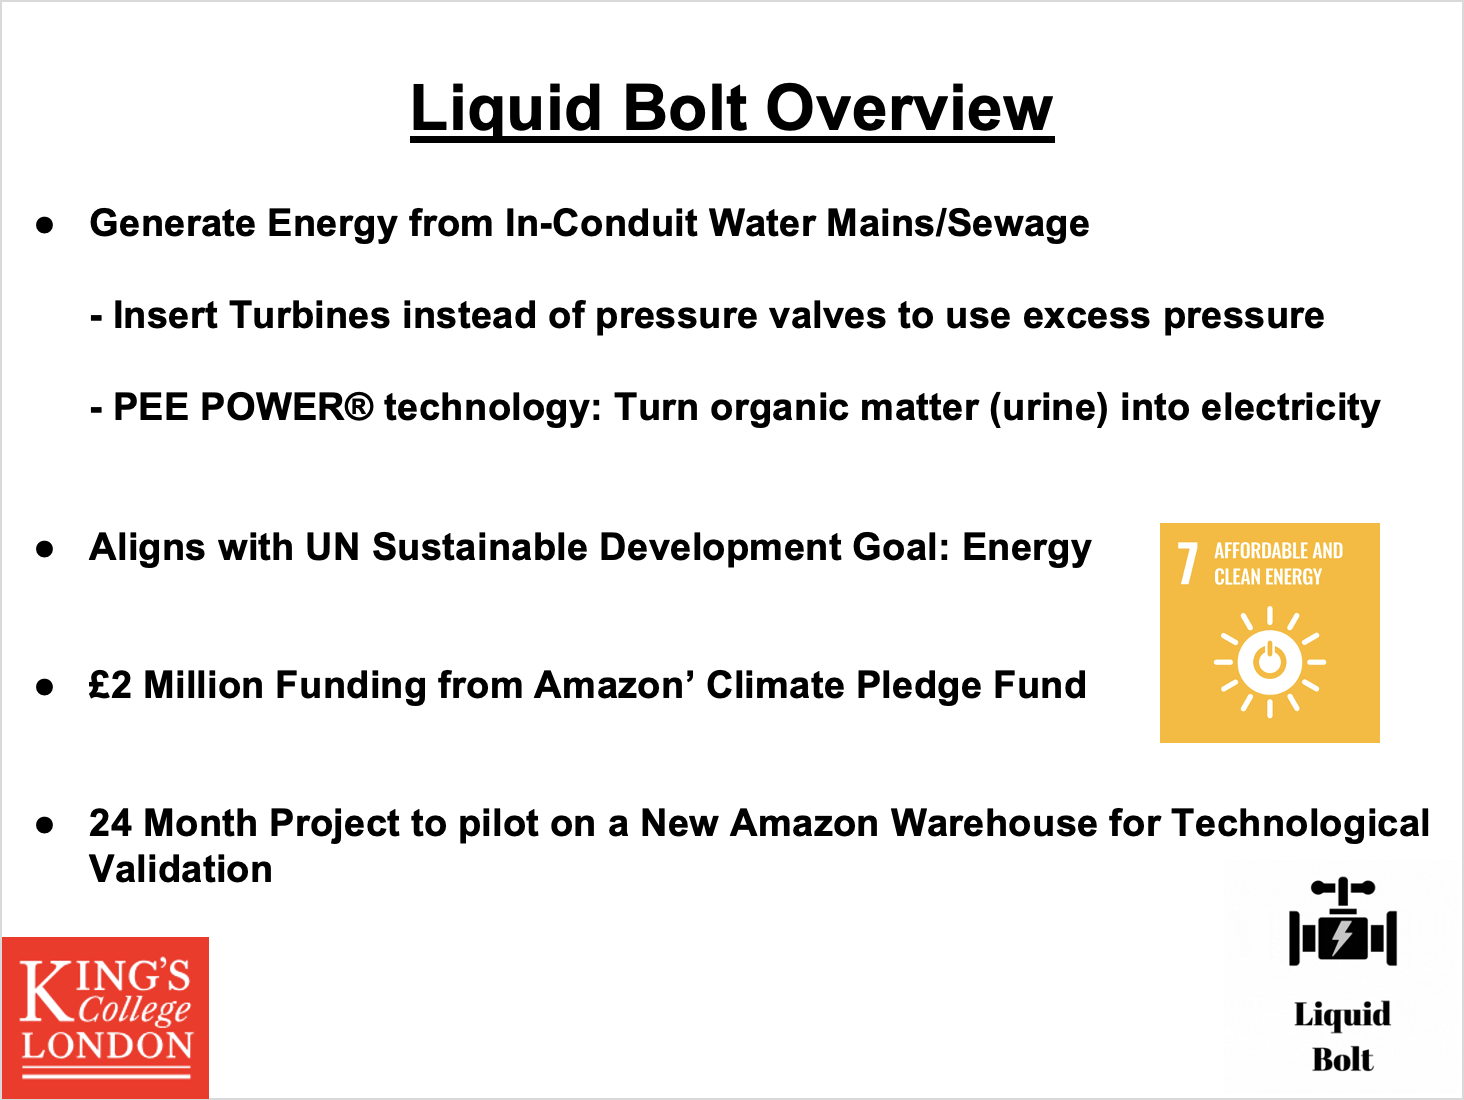 Liquid Bolt Overview
● Generate Energy from In-Conduit Water Mains/Sewage
- Insert Turbines instead of pressure valves to use excess pressure
- PEE POWER® technology: Turn organic matter (urine) into electricity
● Aligns with UN Sustainable Development Goal: Energy
7 AFFORDABLE AND
CLEAN ENERGY
● £2 Million Funding from Amazon’ Climate Pledge Fund
● 24 Month Project to pilot on a New Amazon Warehouse for Technological
Validation
KING'S
College
LONDON
Liquid
Bolt